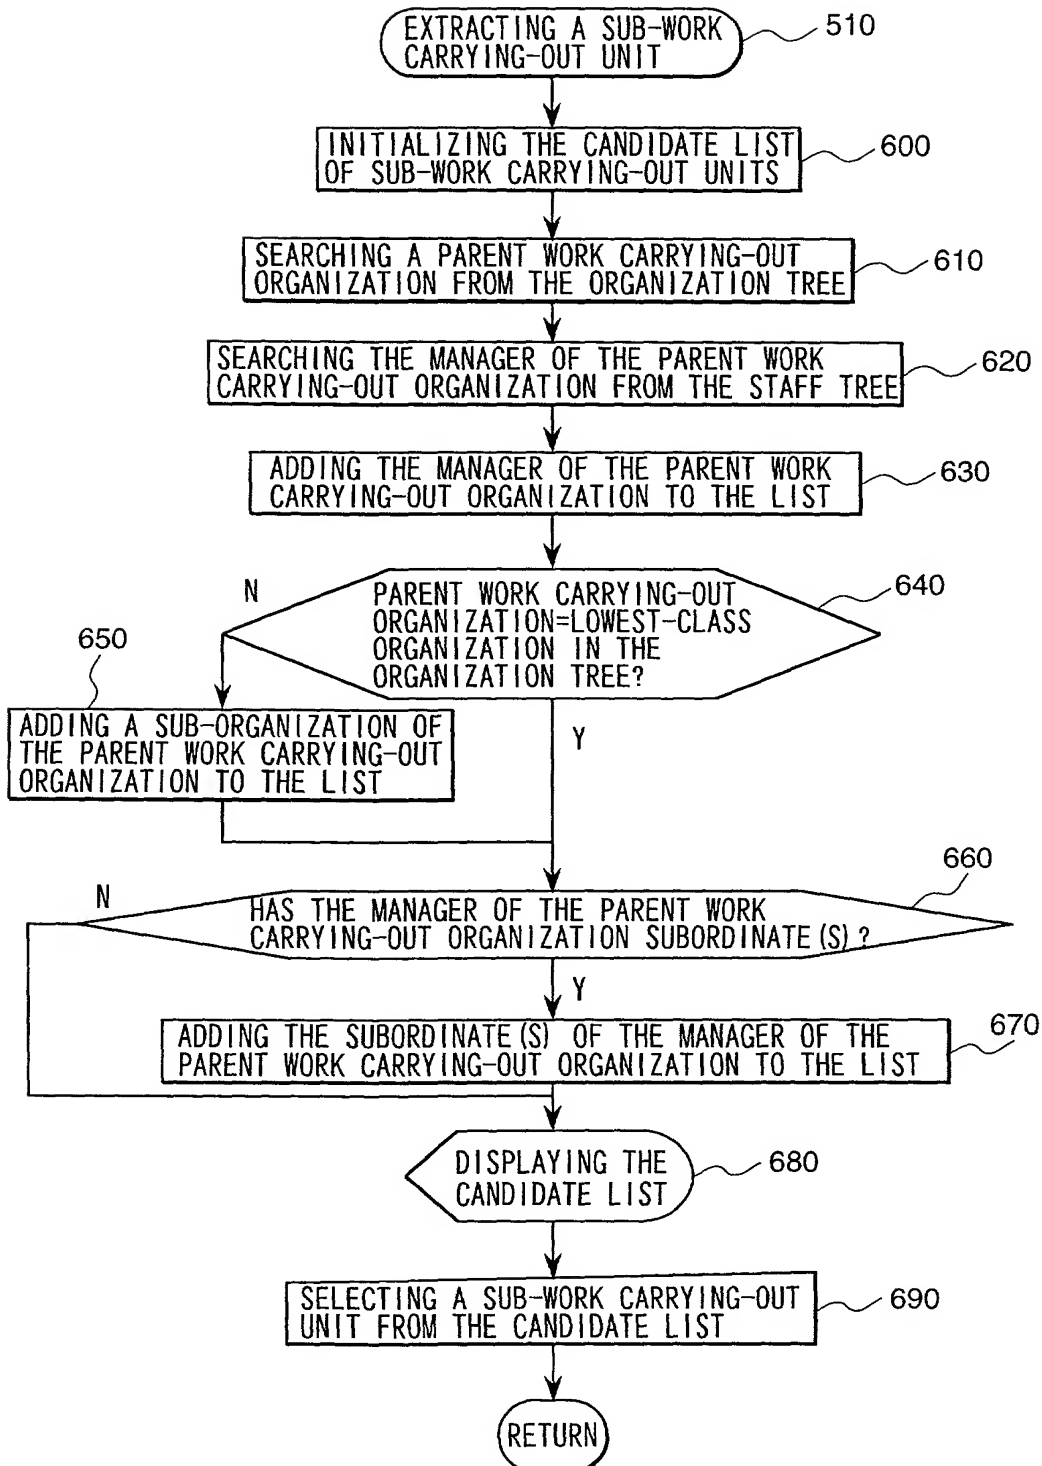 EXTRACTING A SUB-WORK
CARRYING-OUT UNIT
510
INITIALIZING THE CANDIDATE LIST
OF SUB-WORK CARRYING-OUT UNITS
600
SEARCHING A PARENT WORK CARRYING-OUT
ORGANIZATION FROM THE ORGANIZATION TREE
610
SEARCHING THE MANAGER OF THE PARENT WORK
CARRYING-OUT ORGANIZATION FROM THE STAFF TREE
620
ADDING THE MANAGER OF THE PARENT WORK
CARRYING-OUT ORGANIZATION TO THE LIST
630
N
PARENT WORK CARRYING-OUT
ORGANIZATION=LOWEST-CLASS
ORGANIZATION IN THE
ORGANIZATION TREE?
640
650
ADDING A SUB-ORGANIZATION OF
THE PARENT WORK CARRYING-OUT
ORGANIZATION TO THE LIST
Y
660
N
HAS THE MANAGER OF THE PARENT WORK
CARRYING-OUT ORGANIZATION SUBORDINATE(S)?
Y
ADDING THE SUBORDINATE(S) OF THE MANAGER OF THE
PARENT WORK CARRYING-OUT ORGANIZATION TO THE LIST
670
DISPLAYING THE
CANDIDATE LIST
680
SELECTING A SUB-WORK CARRYING-OUT
UNIT FROM THE CANDIDATE LIST
690
RETURN